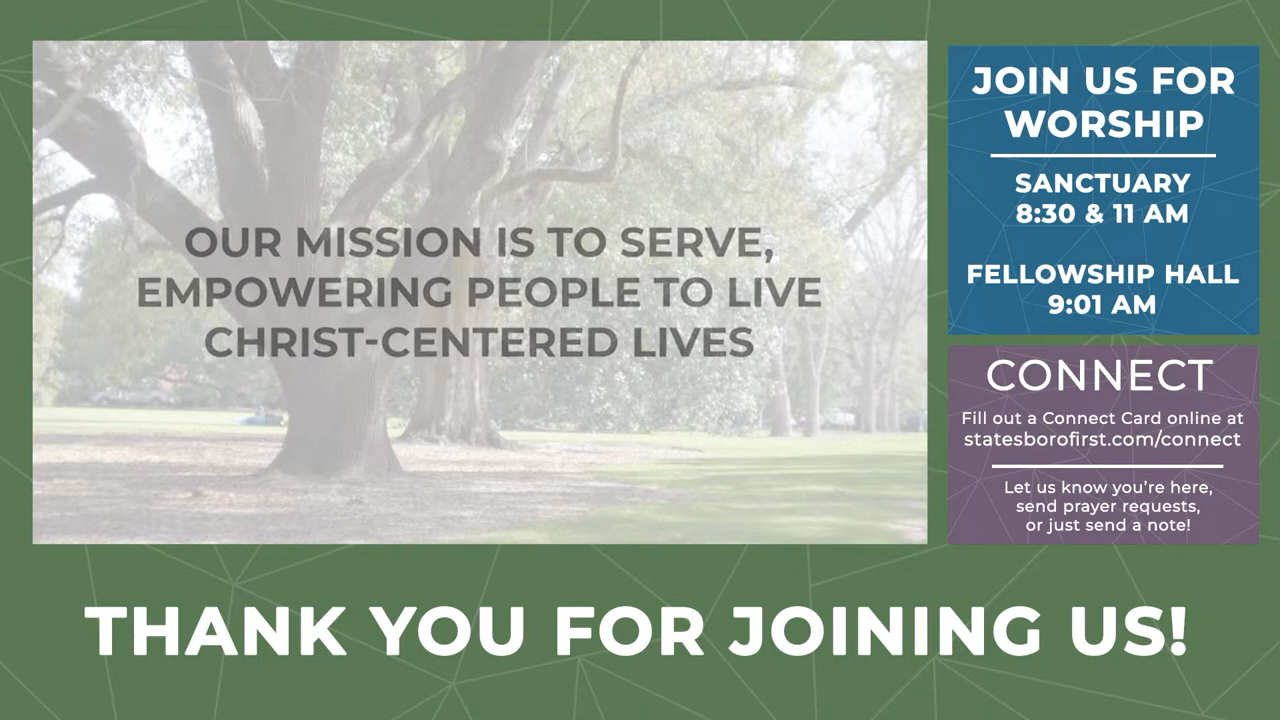 OUR MISSION IS TO SERVE,
EMPOWERING PEOPLE TO LIVE
CHRIST-CENTERED LIVES
JOIN US FOR
WORSHIP
SANCTUARY
8:30 & 11 AM
FELLOWSHIP HALL
9:01 AM
CONNECT
Fill out a Connect Card online at
statesborofirst.com/connect
Let us know you're here,
send prayer requests,
or just send a note!
THANK YOU FOR JOINING US!